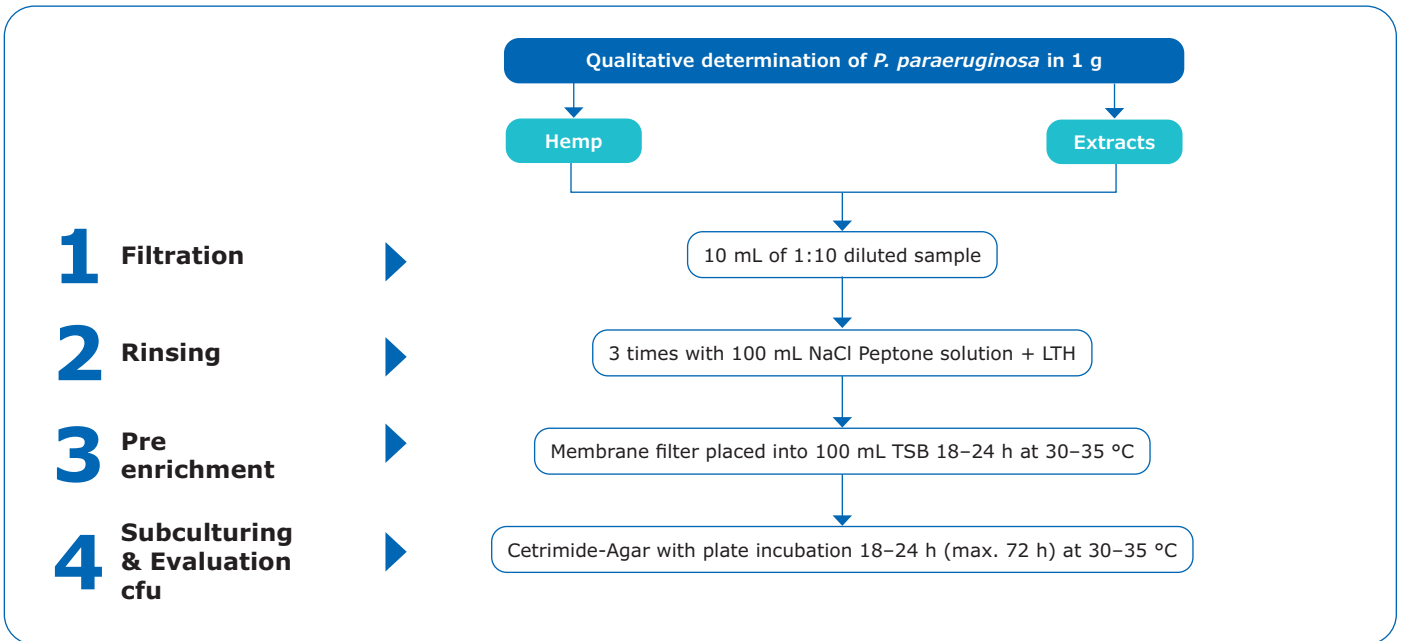 Qualitative determination of P. paraeruginosa in 1 g
Hemp
Extracts
1
Filtration
10 mL of 1:10 diluted sample
2
Rinsing
3 times with 100 mL NaCl Peptone solution + LTH
3
Pre
enrichment
Membrane filter placed into 100 mL TSB 18–24 h at 30–35 °C
4
Subculturing
& Evaluation
cfu
Cetrimide-Agar with plate incubation 18–24 h (max. 72 h) at 30–35 °C